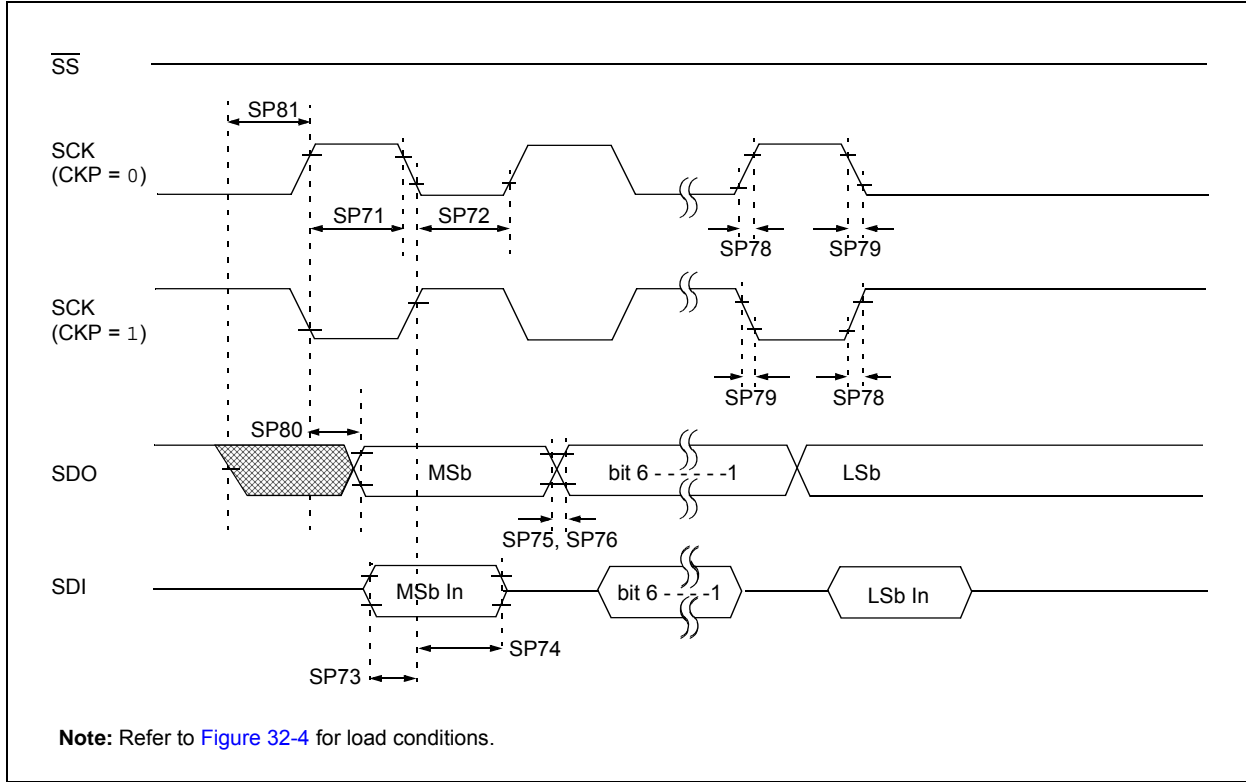 SS
SP81
SCK
(CKP = 0)
SP71
SP72
SP78
SP79
SCK
(CKP = 1)
SP79
SP78
SP80
SDO
MSb
bit 6 - - - - - -1
LSb
SP75, SP76
SDI
MSb In
bit 6 - - - - -1
LSb In
SP74
SP73
Note: Refer to Figure 32-4 for load conditions.